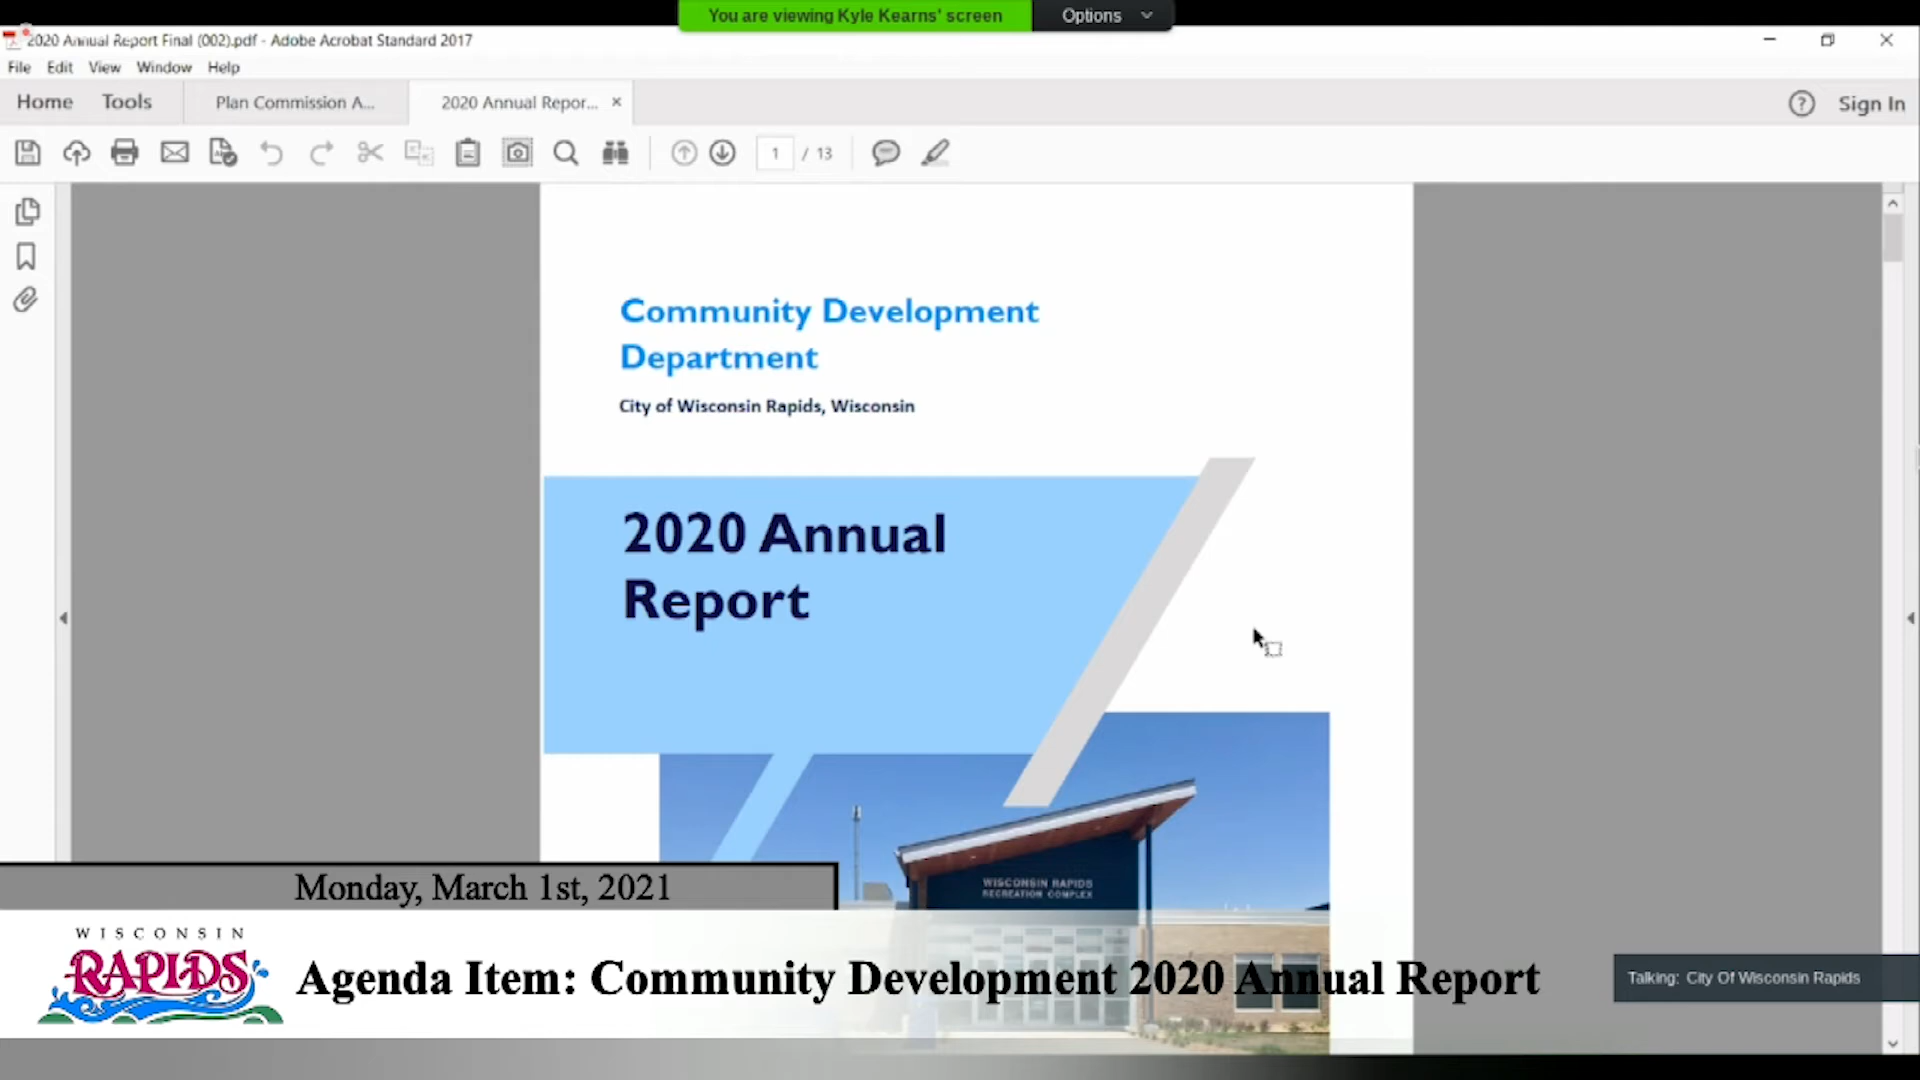 You are viewing Kyle Kearns' screen Options
2020 Annual Report Final (002).pdf - Adobe Acrobat Standard 2017
File Edit View Window Help
Home Tools Plan Commission A... 2020 Annual Repor... × ? Sign In
1 / 13
Community Development
Department
City of Wisconsin Rapids, Wisconsin
2020 Annual
Report
WISCONSIN RAPIDS
RECREATION COMPLEX
Monday, March 1st, 2021
WISCONSIN
RAPIDS
Agenda Item: Community Development 2020 Annual Report
Talking: City Of Wisconsin Rapids